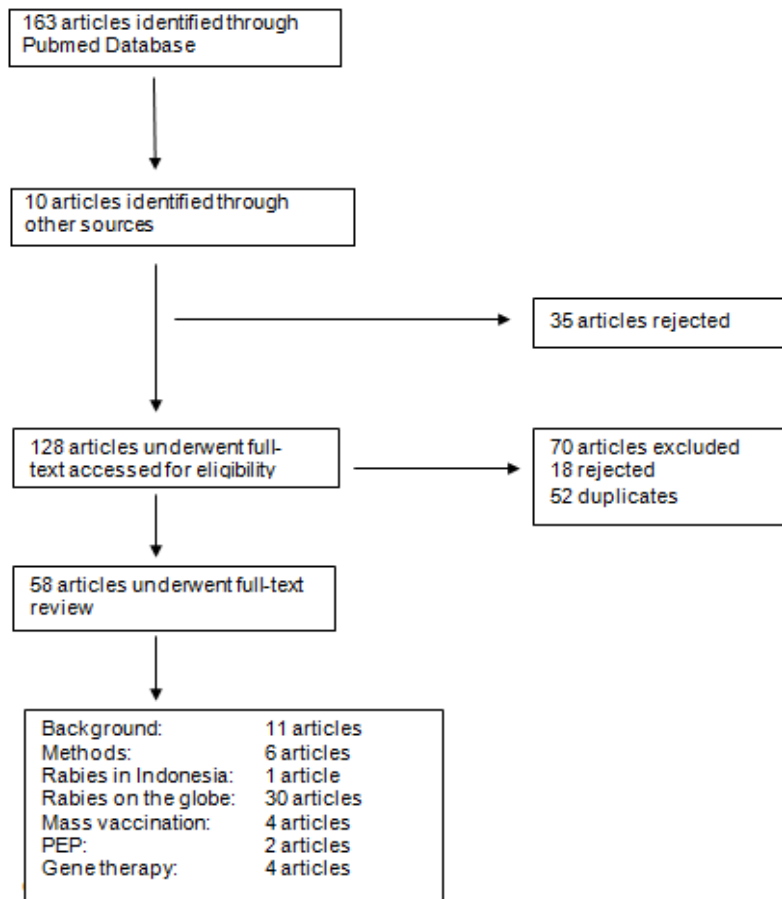 163 articles identified through
Pubmed Database
10 articles identified through
other sources
35 articles rejected
128 articles underwent full-
text accessed for eligibility
70 articles excluded
18 rejected
52 duplicates
58 articles underwent full-text
review
Background: 11 articles
Methods: 6 articles
Rabies in Indonesia: 1 article
Rabies on the globe: 30 articles
Mass vaccination: 4 articles
PEP: 2 articles
Gene therapy: 4 articles